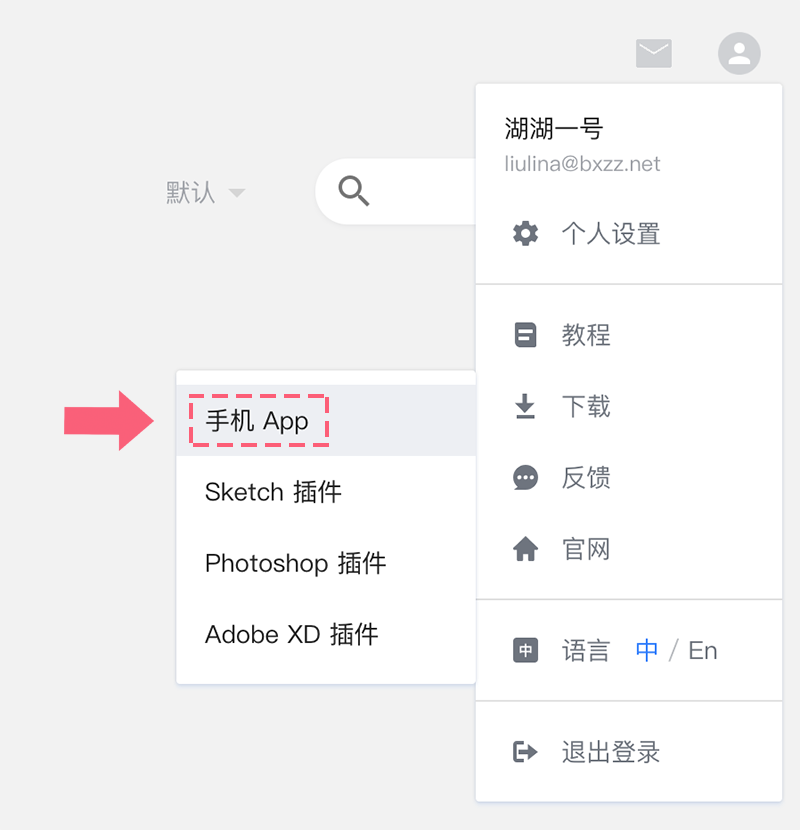 湖湖一号
liulina@bxzz.net
默认
个人设置
教程
下载
反馈
官网
手机 App
Sketch 插件
Photoshop 插件
Adobe XD 插件
中 语言 中 / En
退出登录